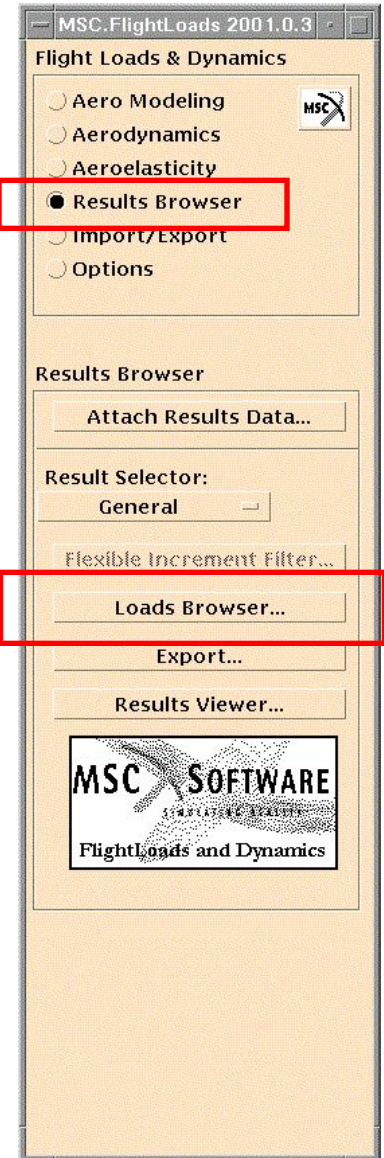 MSC.FlightLoads 2001.0.3
Flight Loads & Dynamics
Aero Modeling
MSC
Aerodynamics
Aeroelasticity
Results Browser
Import/Export
Options
Results Browser
Attach Results Data...
Result Selector:
General
Flexible Increment Filter...
Loads Browser...
Export...
Results Viewer...
MSC SOFTWARE
SIMULATING REALITY
FlightLoads and Dynamics